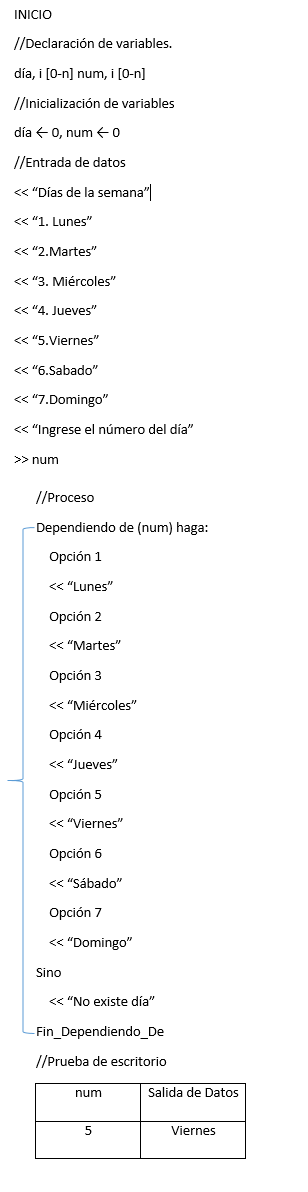 INICIO
//Declaración de variables.
día, i [0-n] num, i [0-n]
//Inicialización de variables
día ← 0, num ← 0
//Entrada de datos
<< “Días de la semana”
<< “1. Lunes”
<< “2.Martes”
<< “3. Miércoles”
<< “4. Jueves”
<< “5.Viernes”
<< “6.Sabado”
<< “7.Domingo”
<< “Ingrese el número del día”
>> num
//Proceso
Dependiendo de (num) haga:
Opción 1
<< “Lunes”
Opción 2
<< “Martes”
Opción 3
<< “Miércoles”
Opción 4
<< “Jueves”
Opción 5
<< “Viernes”
Opción 6
<< “Sábado”
Opción 7
<< “Domingo”
Sino
<< “No existe día”
Fin_Dependiendo_De
//Prueba de escritorio
num Salida de Datos
5 Viernes